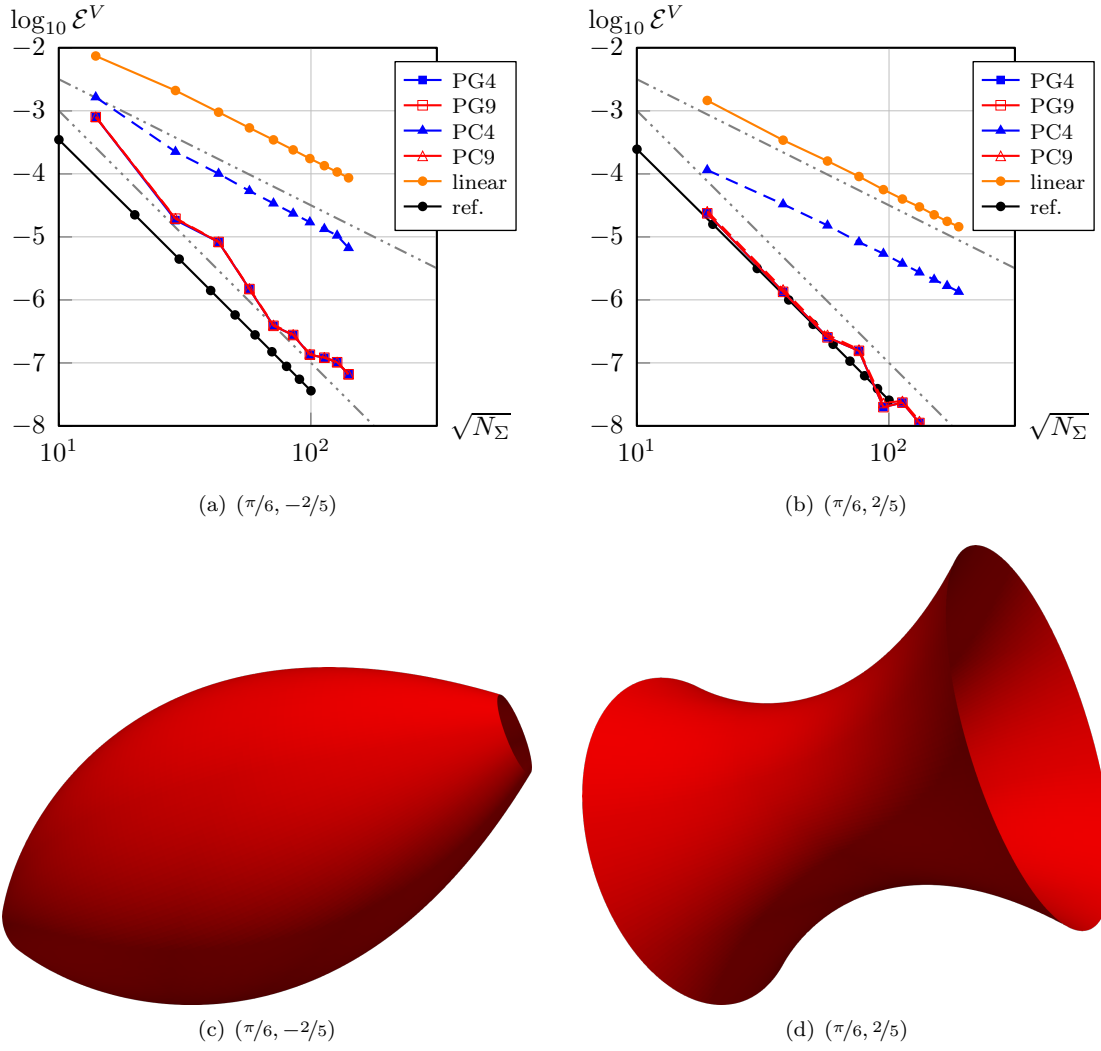 log₁₀ ℰ^V
−2
−3
−4
−5
−6
−7
−8
10¹
10²
√N_Σ
PG4
PG9
PC4
PC9
linear
ref.
(a) (π/6, −2/5)
log₁₀ ℰ^V
−2
−3
−4
−5
−6
−7
−8
10¹
10²
√N_Σ
PG4
PG9
PC4
PC9
linear
ref.
(b) (π/6, 2/5)
(c) (π/6, −2/5)
(d) (π/6, 2/5)